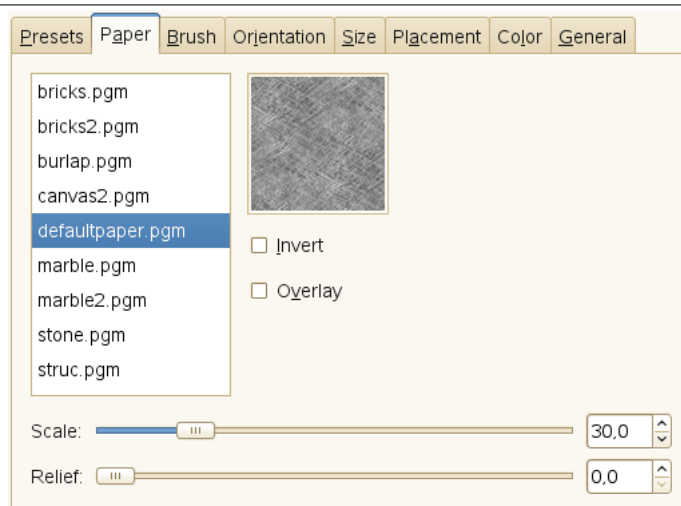 Presets Paper Brush Orientation Size Placement Color General
bricks.pgm
bricks2.pgm
burlap.pgm
canvas2.pgm
defaultpaper.pgm
marble.pgm
marble2.pgm
stone.pgm
struc.pgm
Invert
Overlay
Scale: 30,0
Relief: 0,0